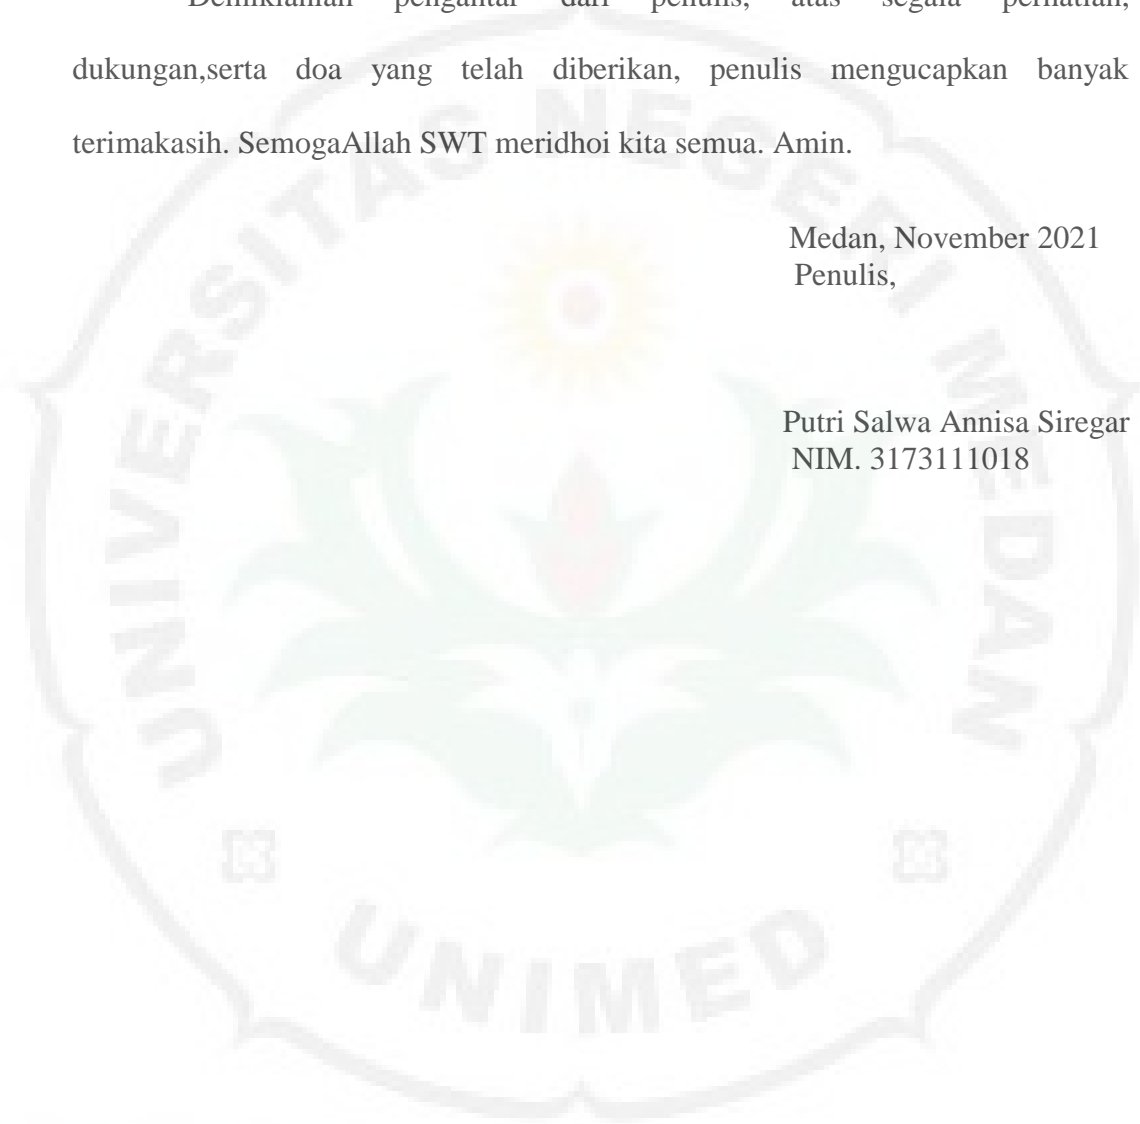 Demikianlah pengantar dari penulis, atas segala perhatian,
dukungan,serta doa yang telah diberikan, penulis mengucapkan banyak
terimakasih. SemogaAllah SWT meridhoi kita semua. Amin.
Medan, November 2021
Penulis,
Putri Salwa Annisa Siregar
NIM. 3173111018
UNIVERSITAS NEGERI MEDAN
UNIMED